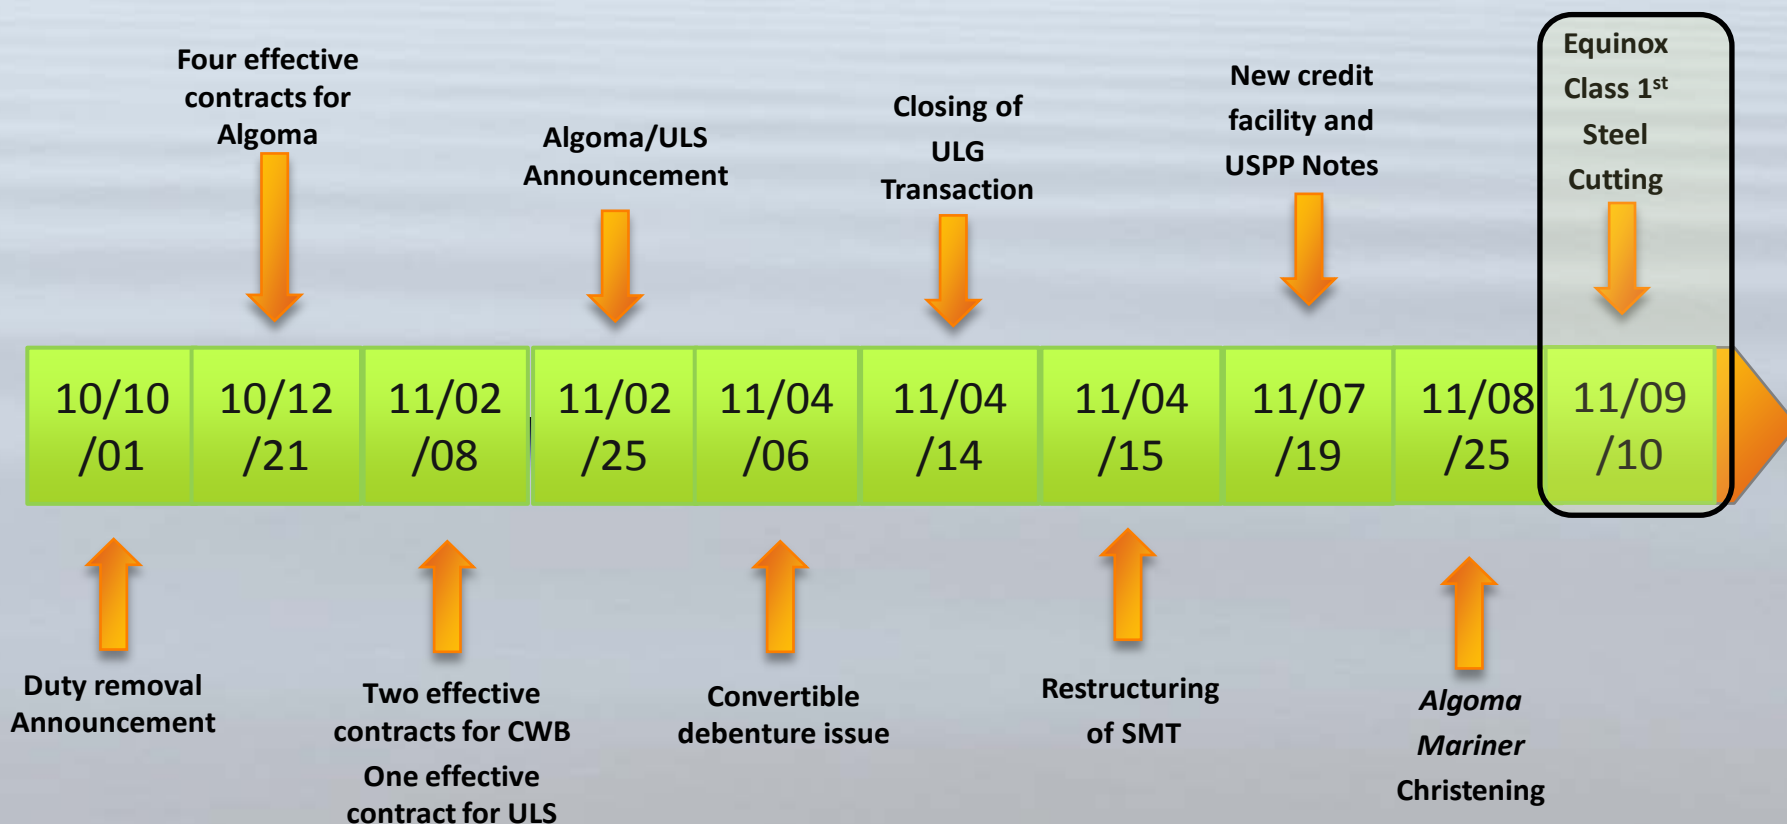 Four effective
contracts for
Algoma
Algoma/ULS
Announcement
Closing of
ULG
Transaction
New credit
facility and
USPP Notes
Equinox
Class 1st
Steel
Cutting
10/10
/01
10/12
/21
11/02
/08
11/02
/25
11/04
/06
11/04
/14
11/04
/15
11/07
/19
11/08
/25
11/09
/10
Duty removal
Announcement
Two effective
contracts for CWB
One effective
contract for ULS
Convertible
debenture issue
Restructuring
of SMT
Algoma
Mariner
Christening